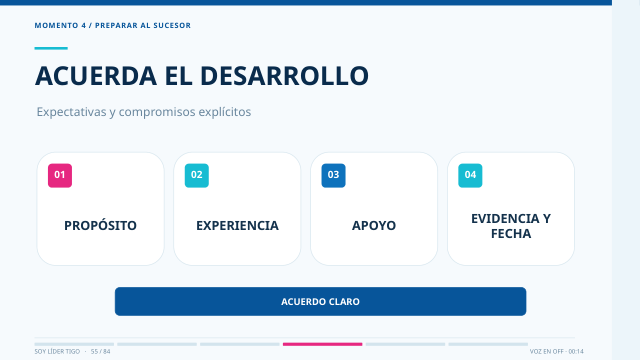 MOMENTO 4 / PREPARAR AL SUCESOR
ACUERDA EL DESARROLLO
Expectativas y compromisos explícitos
01
PROPÓSITO
02
EXPERIENCIA
03
APOYO
04
EVIDENCIA Y
FECHA
ACUERDO CLARO
SOY LÍDER TIGO · 55 / 84
VOZ EN OFF · 00:14